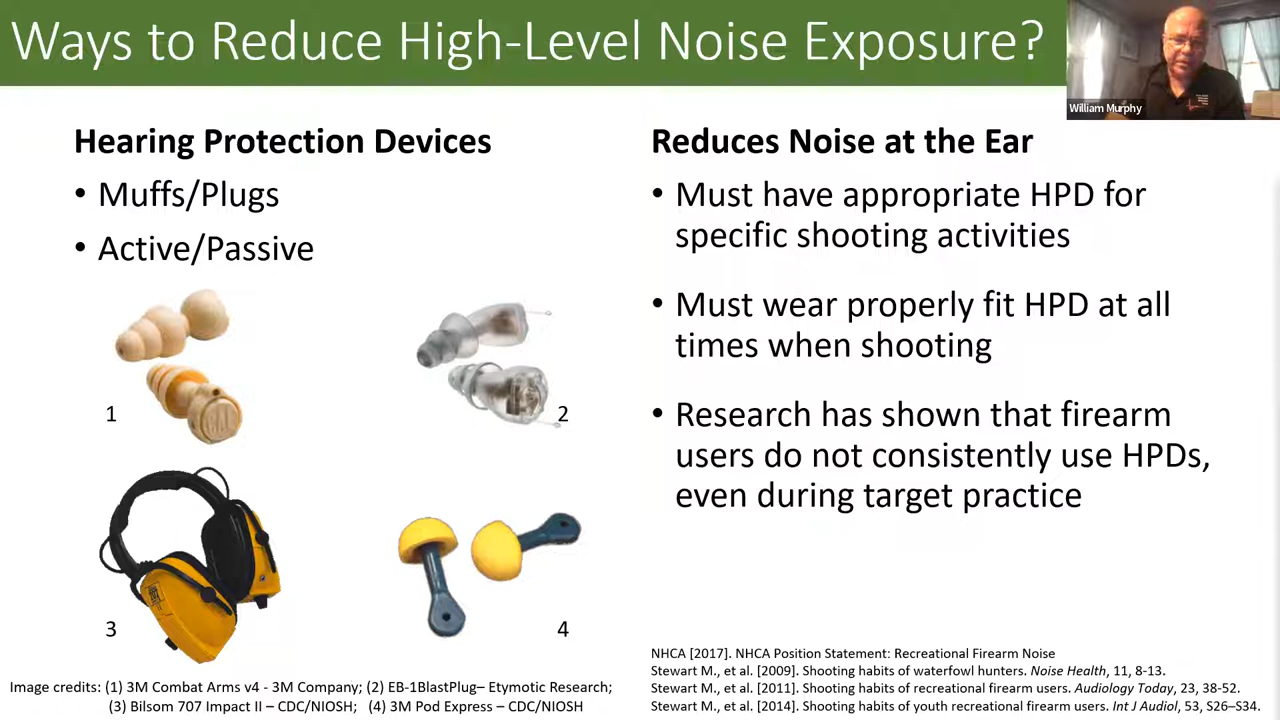 Ways to Reduce High-Level Noise Exposure?
William Murphy
Hearing Protection Devices
• Muffs/Plugs
• Active/Passive
1
2
3
4
Image credits: (1) 3M Combat Arms v4 - 3M Company; (2) EB-1BlastPlug– Etymotic Research;
(3) Bilsom 707 Impact II – CDC/NIOSH; (4) 3M Pod Express – CDC/NIOSH
Reduces Noise at the Ear
• Must have appropriate HPD for
specific shooting activities
• Must wear properly fit HPD at all
times when shooting
• Research has shown that firearm
users do not consistently use HPDs,
even during target practice
NHCA [2017]. NHCA Position Statement: Recreational Firearm Noise
Stewart M., et al. [2009]. Shooting habits of waterfowl hunters. Noise Health, 11, 8-13.
Stewart M., et al. [2011]. Shooting habits of recreational firearm users. Audiology Today, 23, 38-52.
Stewart M., et al. [2014]. Shooting habits of youth recreational firearm users. Int J Audiol, 53, S26–S34.